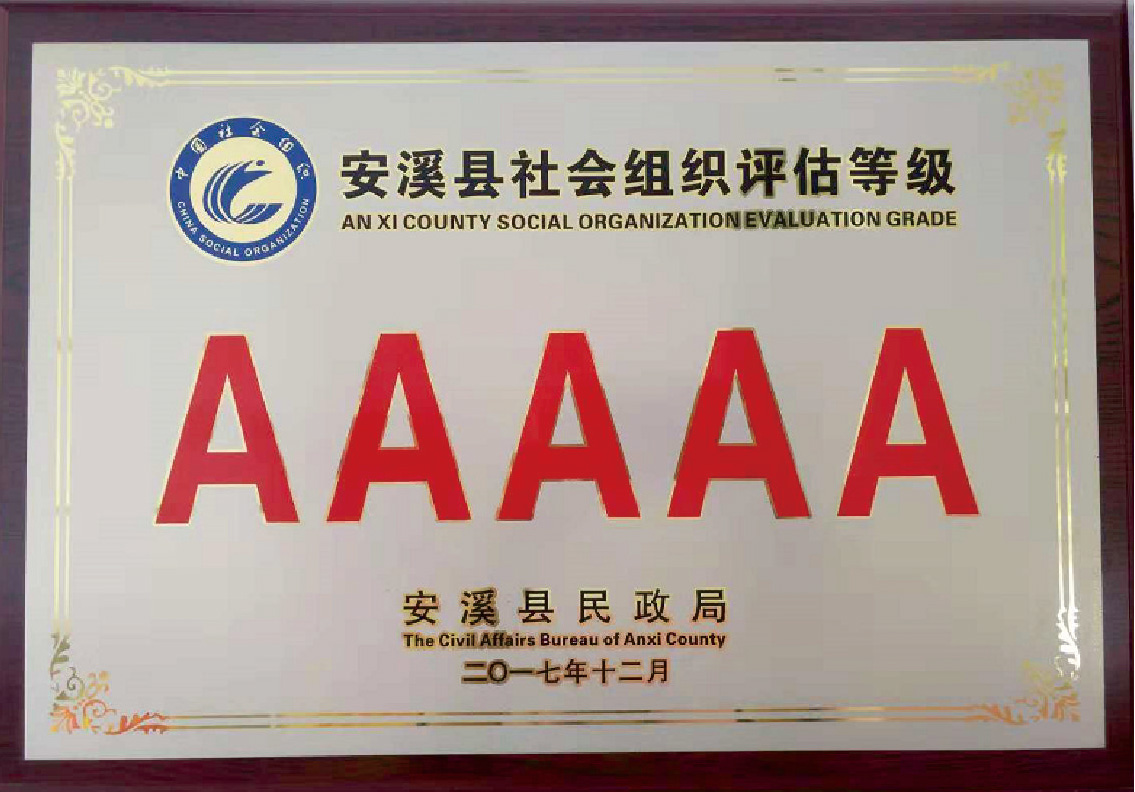 中国社会组织
CHINA SOCIAL ORGANIZATION
安溪县社会组织评估等级
AN XI COUNTY SOCIAL ORGANIZATION EVALUATION GRADE
AAAAA
安溪县民政局
The Civil Affairs Bureau of Anxi County
二〇一七年十二月